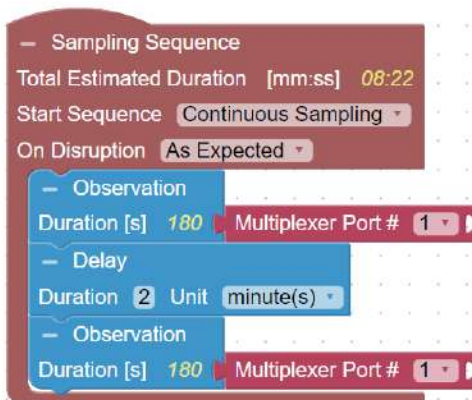 – Sampling Sequence
Total Estimated Duration [mm:ss] 08:22
Start Sequence Continuous Sampling
On Disruption As Expected
– Observation
Duration [s] 180 Multiplexer Port # 1
– Delay
Duration 2 Unit minute(s)
– Observation
Duration [s] 180 Multiplexer Port # 1